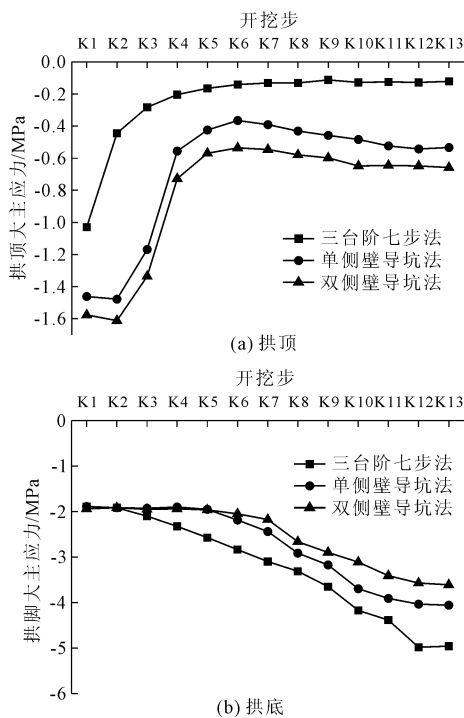 开挖步
K1 K2 K3 K4 K5 K6 K7 K8 K9 K10 K11 K12 K13
0.0
-0.2
-0.4
-0.6
-0.8
-1.0
-1.2
-1.4
-1.6
拱顶大主应力/MPa
三台阶七步法
单侧壁导坑法
双侧壁导坑法
(a) 拱顶
开挖步
K1 K2 K3 K4 K5 K6 K7 K8 K9 K10 K11 K12 K13
0
-1
-2
-3
-4
-5
-6
拱脚大主应力/MPa
三台阶七步法
单侧壁导坑法
双侧壁导坑法
(b) 拱底